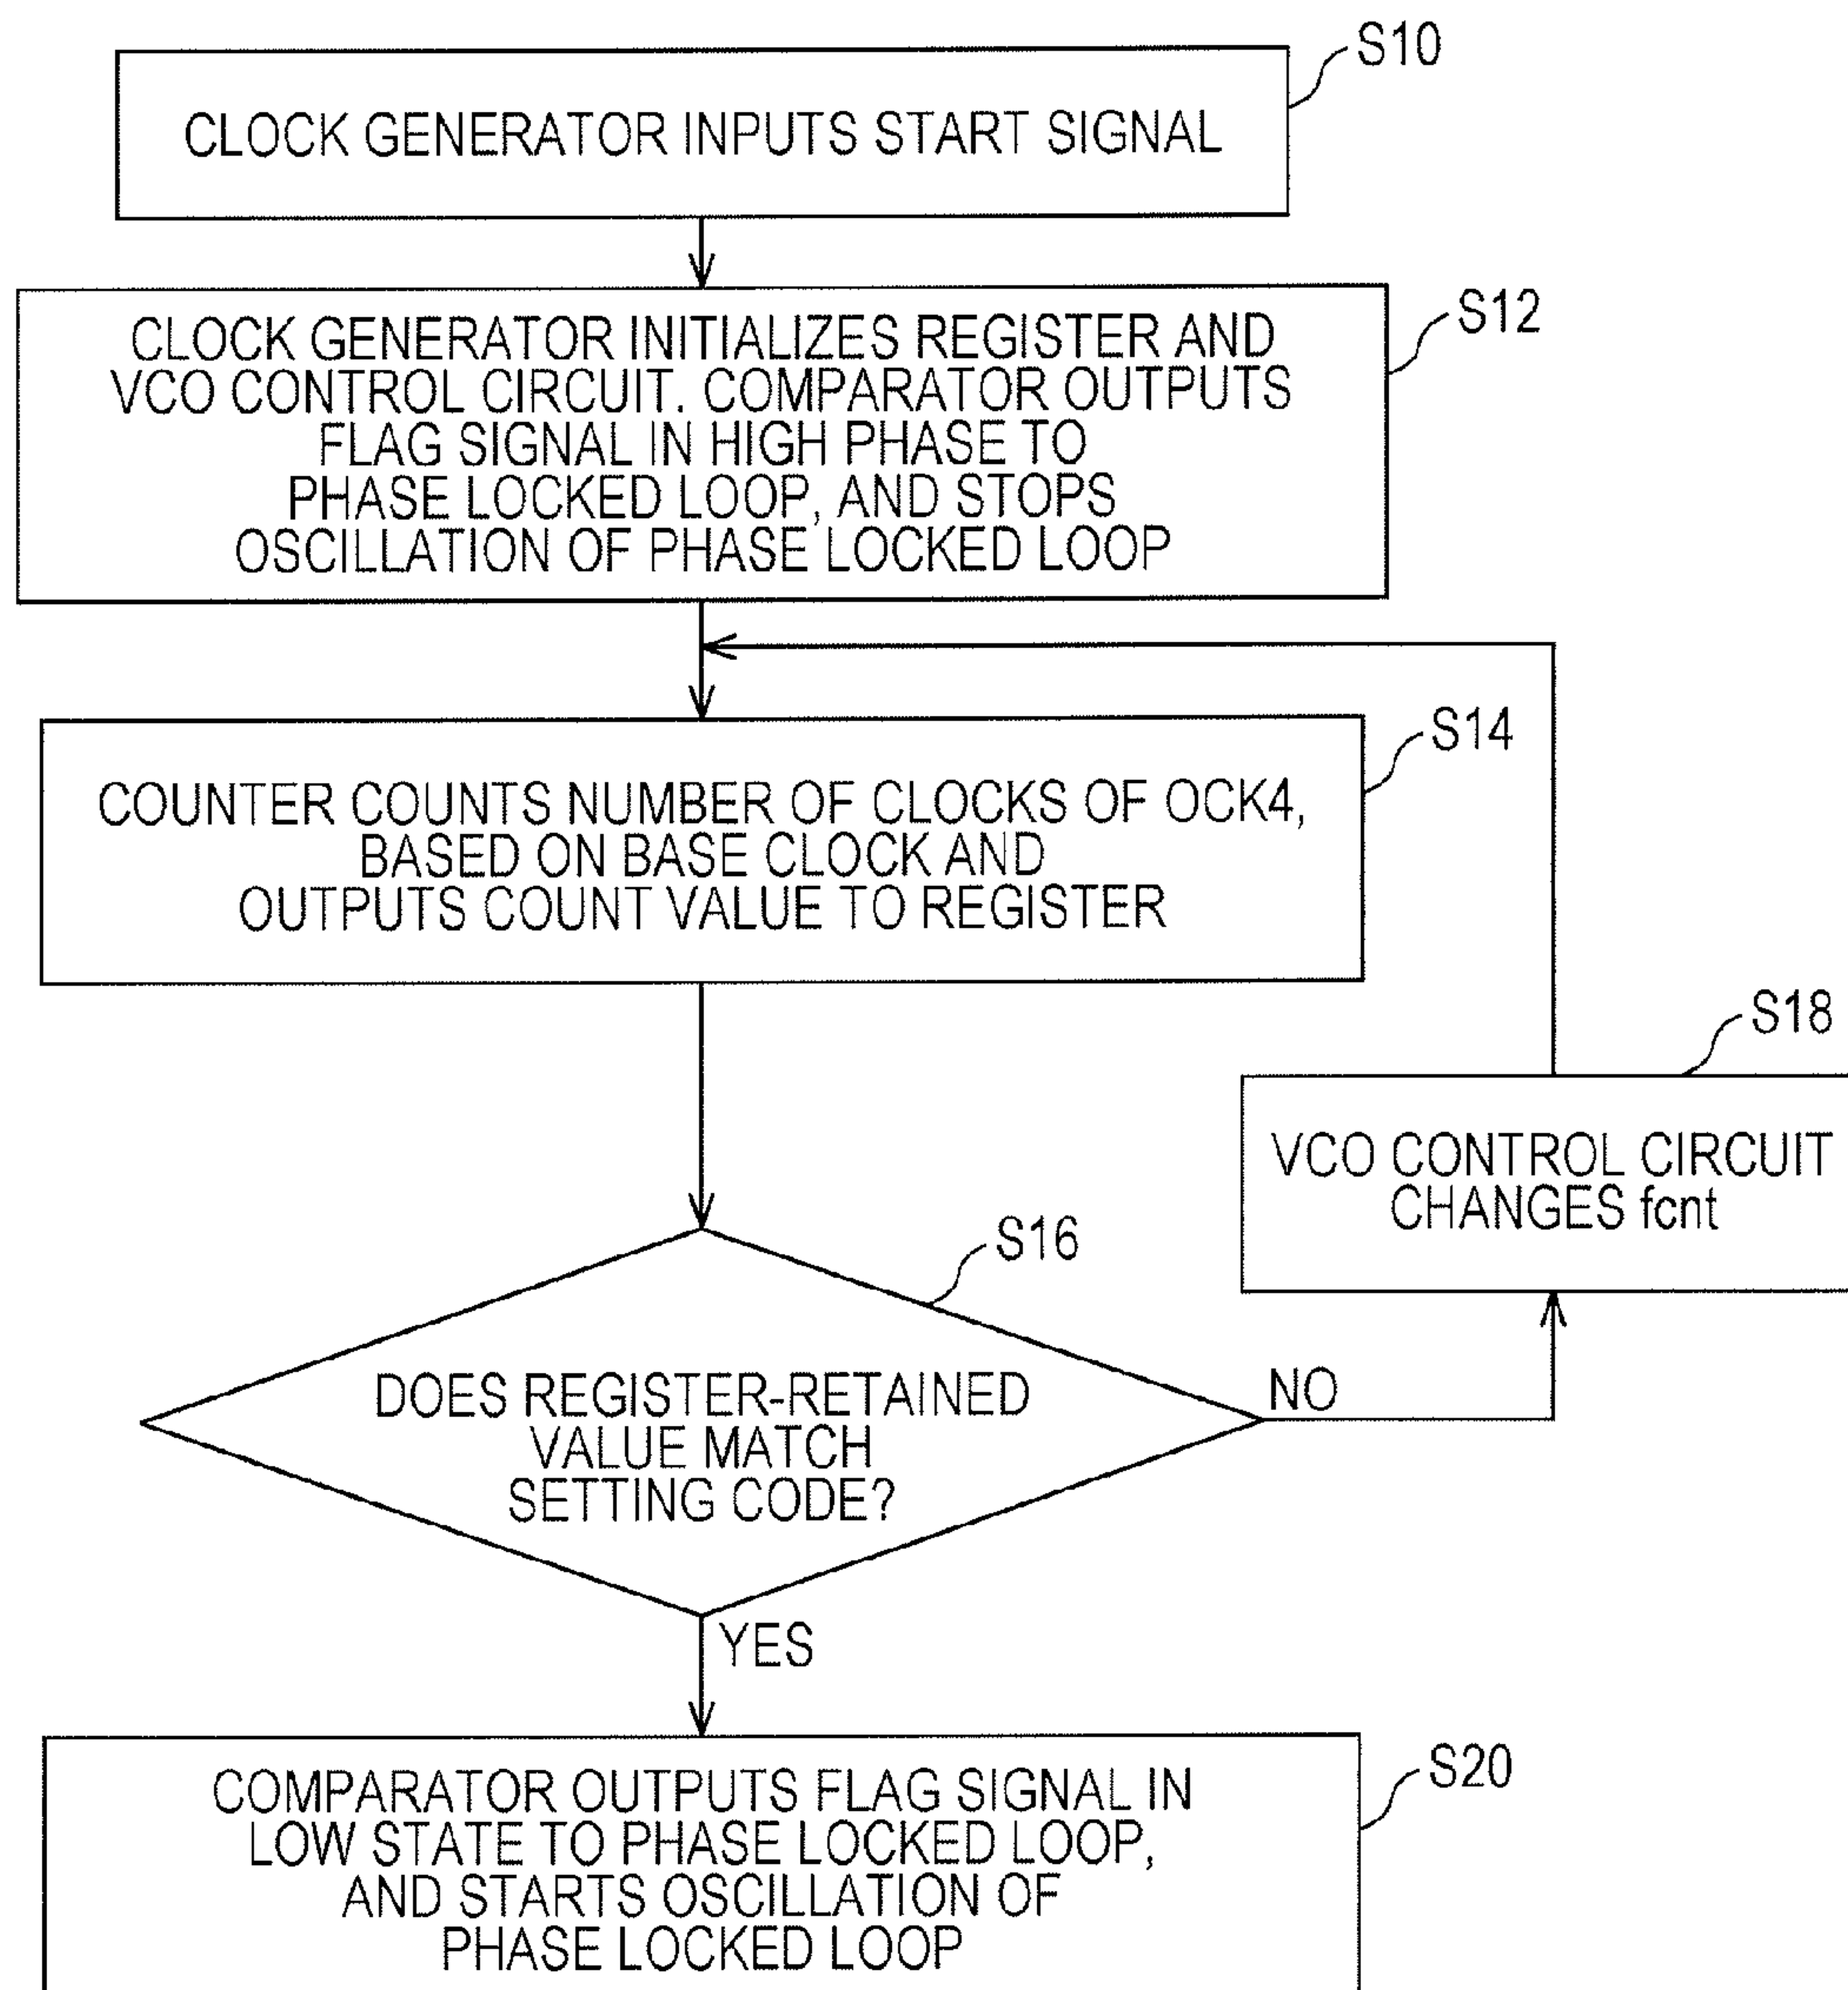 S10
CLOCK GENERATOR INPUTS START SIGNAL
S12
CLOCK GENERATOR INITIALIZES REGISTER AND
VCO CONTROL CIRCUIT. COMPARATOR OUTPUTS
FLAG SIGNAL IN HIGH PHASE TO
PHASE LOCKED LOOP, AND STOPS
OSCILLATION OF PHASE LOCKED LOOP
S14
COUNTER COUNTS NUMBER OF CLOCKS OF OCK4,
BASED ON BASE CLOCK AND
OUTPUTS COUNT VALUE TO REGISTER
S18
VCO CONTROL CIRCUIT
CHANGES fcnt
S16
DOES REGISTER-RETAINED
VALUE MATCH
SETTING CODE?
NO
YES
S20
COMPARATOR OUTPUTS FLAG SIGNAL IN
LOW STATE TO PHASE LOCKED LOOP,
AND STARTS OSCILLATION OF
PHASE LOCKED LOOP